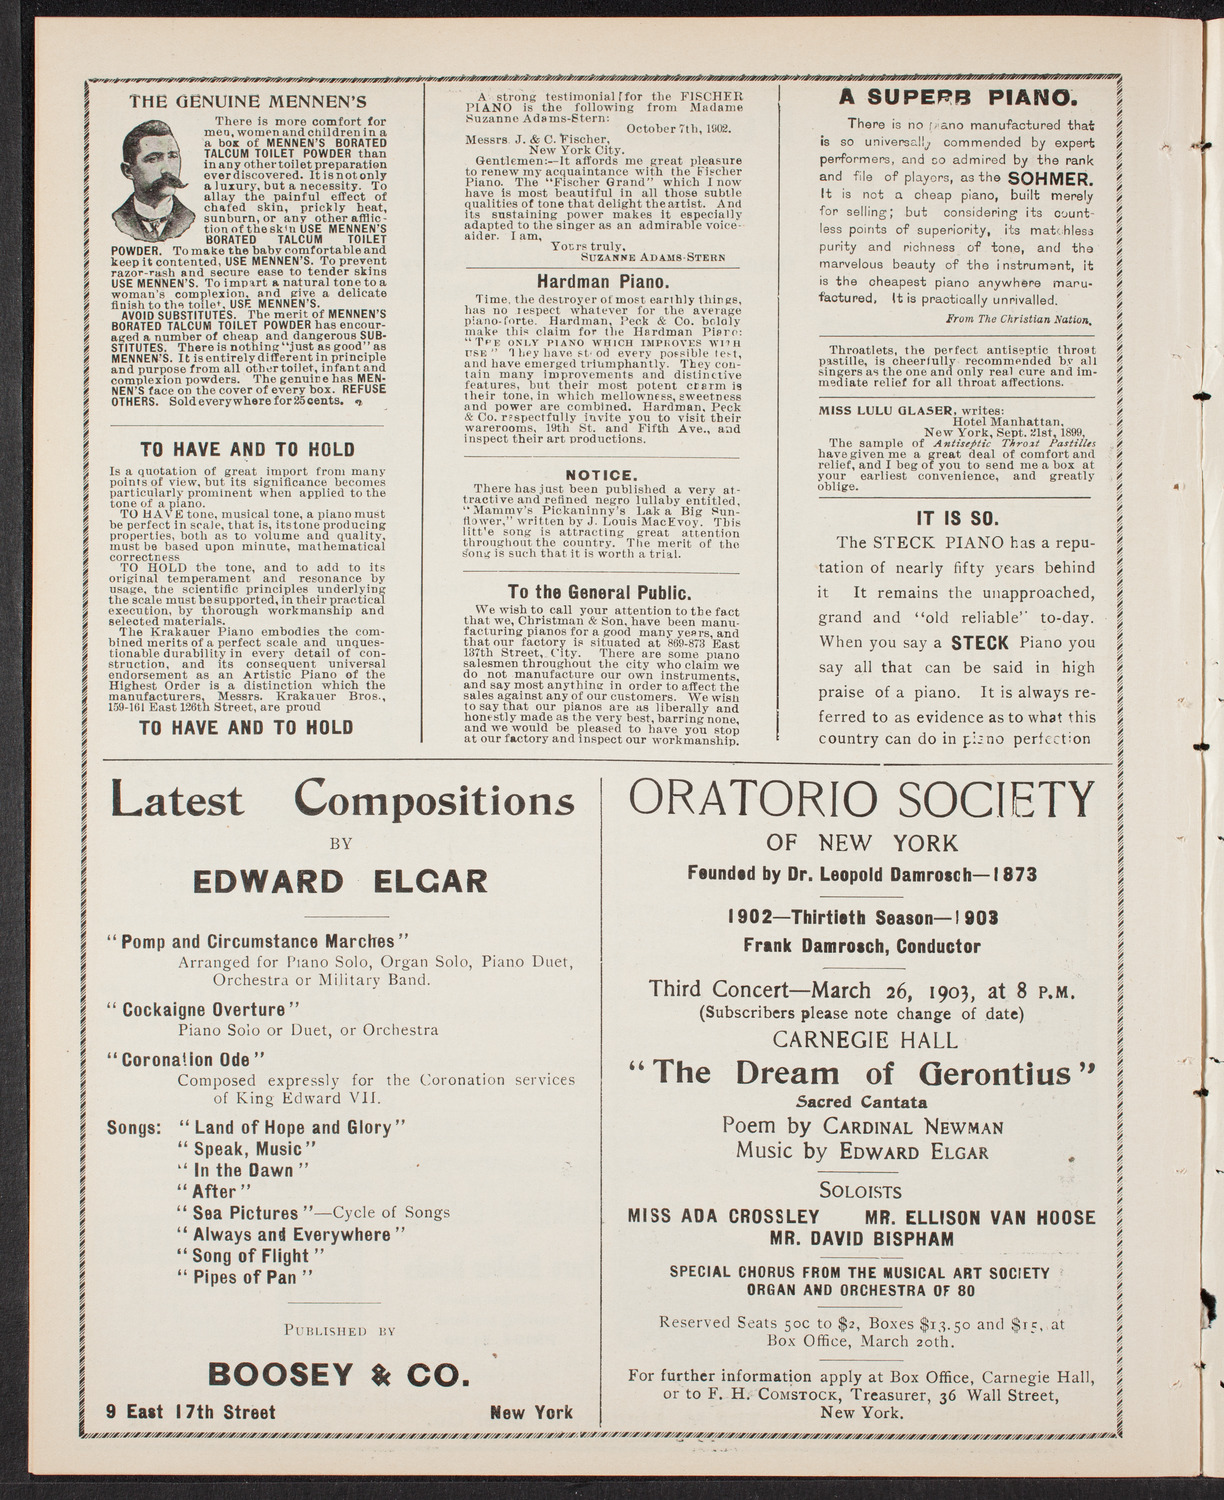 THE GENUINE MENNEN'S
There is more comfort for
men, women and children in a
a box of MENNEN'S BORATED
TALCUM TOILET POWDER than
in any other toilet preparation
ever discovered. It is not only
a luxury, but a necessity. To
allay the painful effect of
chafed skin, prickly heat,
sunburn, or any other afflic-
tion of the skin USE MENNEN'S
BORATED TALCUM TOILET
POWDER. To make the baby comfortable and
keep it contented, USE MENNEN'S. To prevent
razor-rash and secure ease to tender skins
USE MENNEN'S. To impart a natural tone to a
woman's complexion, and give a delicate
finish to the toilet, USE MENNEN'S.
AVOID SUBSTITUTES. The merit of MENNEN'S
BORATED TALCUM TOILET POWDER has encour-
aged a number of cheap and dangerous SUB-
STITUTES. There is nothing "just as good" as
MENNEN'S. It is entirely different in principle
and purpose from all other toilet, infant and
complexion powders. The genuine has MEN-
NEN'S face on the cover of every box. REFUSE
OTHERS. Sold everywhere for 25 cents.
TO HAVE AND TO HOLD
Is a quotation of great import from many
points of view, but its significance becomes
particularly prominent when applied to the
tone of a piano.
TO HAVE tone, musical tone, a piano must
be perfect in scale, that is, its tone producing
properties, both as to volume and quality,
must be based upon minute, mathematical
correctness
TO HOLD the tone, and to add to its
original temperament and resonance by
usage, the scientific principles underlying
the scale must be supported, in their practical
execution, by thorough workmanship and
selected materials.
The Krakauer Piano embodies the com-
bined merits of a perfect scale and unques-
tionable durability in every detail of con-
struction, and its consequent universal
endorsement as an Artistic Piano of the
Highest Order is a distinction which the
manufacturers, Messrs. Krakauer Bros.,
159-161 East 126th Street, are proud
TO HAVE AND TO HOLD
A strong testimonial for the FISCHER
PIANO is the following from Madame
Suzanne Adams-Stern:
October 7th, 1902.
Messrs. J. & C. Fischer,
New York City.
Gentlemen:—It affords me great pleasure
to renew my acquaintance with the Fischer
Piano. The "Fischer Grand" which I now
have is most beautiful in all those subtle
qualities of tone that delight the artist. And
its sustaining power makes it especially
adapted to the singer as an admirable voice-
aider. I am,
Yours truly,
SUZANNE ADAMS-STERN
Hardman Piano.
Time, the destroyer of most earthly things,
has no respect whatever for the average
piano-forte. Hardman, Peck & Co. boldly
make this claim for the Hardman Piano:
"THE ONLY PIANO WHICH IMPROVES WITH
USE" They have stood every possible test,
and have emerged triumphantly. They con-
tain many improvements and distinctive
features, but their most potent charm is
their tone, in which mellowness, sweetness
and power are combined. Hardman, Peck
& Co. respectfully invite you to visit their
warerooms, 19th St. and Fifth Ave., and
inspect their art productions.
NOTICE.
There has just been published a very at-
tractive and refined negro lullaby entitled,
"Mammy's Pickaninny's Lak a Big Sun-
flower," written by J. Louis MacEvoy. This
little song is attracting great attention
throughout the country. The merit of the
song is such that it is worth a trial.
To the General Public.
We wish to call your attention to the fact
that we, Christman & Son, have been manu-
facturing pianos for a good many years, and
that our factory is situated at 869-873 East
137th Street, City. There are some piano
salesmen throughout the city who claim we
do not manufacture our own instruments,
and say most anything in order to affect the
sales against any of our customers. We wish
to say that our pianos are as liberally and
honestly made as the very best, barring none,
and we would be pleased to have you stop
at our factory and inspect our workmanship.
A SUPERB PIANO.
There is no piano manufactured that
is so universally commended by expert
performers, and so admired by the rank
and file of players, as the SOHMER.
It is not a cheap piano, built merely
for selling; but considering its count-
less points of superiority, its matchless
purity and richness of tone, and the
marvelous beauty of the instrument, it
is the cheapest piano anywhere manu-
factured. It is practically unrivalled.
From The Christian Nation.
Throatlets, the perfect antiseptic throat
pastille, is cheerfully recommended by all
singers as the one and only real cure and im-
mediate relief for all throat affections.
MISS LULU GLASER, writes:
Hotel Manhattan,
New York, Sept. 21st, 1899.
The sample of Antiseptic Throat Pastilles
have given me a great deal of comfort and
relief, and I beg of you to send me a box at
your earliest convenience, and greatly
oblige.
IT IS SO.
The STECK PIANO has a repu-
tation of nearly fifty years behind
it It remains the unapproached,
grand and "old reliable" to-day.
When you say a STECK Piano you
say all that can be said in high
praise of a piano. It is always re-
ferred to as evidence as to what this
country can do in piano perfection
Latest Compositions
BY
EDWARD ELGAR
"Pomp and Circumstance Marches"
Arranged for Piano Solo, Organ Solo, Piano Duet,
Orchestra or Military Band.
"Cockaigne Overture"
Piano Solo or Duet, or Orchestra
"Coronation Ode"
Composed expressly for the Coronation services
of King Edward VII.
Songs: "Land of Hope and Glory"
"Speak, Music"
"In the Dawn"
"After"
"Sea Pictures"—Cycle of Songs
"Always and Everywhere"
"Song of Flight"
"Pipes of Pan"
PUBLISHED BY
BOOSEY & CO.
9 East 17th Street New York
ORATORIO SOCIETY
OF NEW YORK
Founded by Dr. Leopold Damrosch—1873
1902—Thirtieth Season—1903
Frank Damrosch, Conductor
Third Concert—March 26, 1903, at 8 P.M.
(Subscribers please note change of date)
CARNEGIE HALL
"The Dream of Gerontius"
Sacred Cantata
Poem by CARDINAL NEWMAN
Music by EDWARD ELGAR
SOLOISTS
MISS ADA CROSSLEY MR. ELLISON VAN HOOSE
MR. DAVID BISPHAM
SPECIAL CHORUS FROM THE MUSICAL ART SOCIETY
ORGAN AND ORCHESTRA OF 80
Reserved Seats 50c to $2, Boxes $13.50 and $15, at
Box Office, March 20th.
For further information apply at Box Office, Carnegie Hall,
or to F. H. COMSTOCK, Treasurer, 36 Wall Street,
New York.